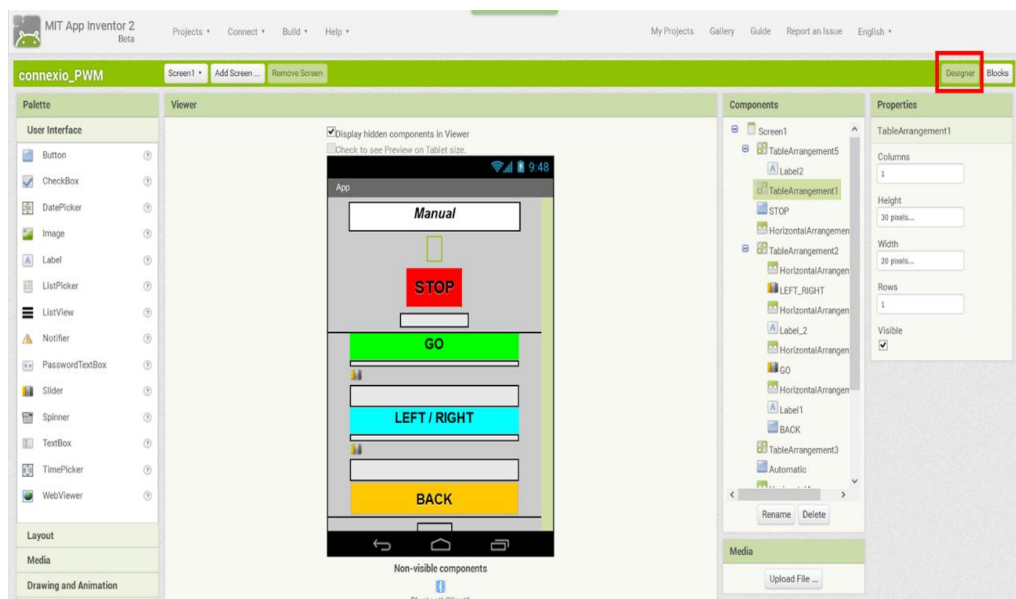 MIT App Inventor 2
Beta
Projects Connect Build Help
My Projects Gallery Guide Report an Issue English
connexio_PWM
Screen1 Add Screen ... Remove Screen
Designer Blocks
Palette
User Interface
Button
CheckBox
DatePicker
Image
Label
ListPicker
ListView
Notifier
PasswordTextBox
Slider
Spinner
TextBox
TimePicker
WebViewer
Layout
Media
Drawing and Animation
Viewer
Display hidden components in Viewer
Check to see Preview on Tablet size.
9:48
App
Manual
STOP
GO
LEFT / RIGHT
BACK
Non-visible components
Components
Screen1
TableArrangement5
Label2
TableArrangement1
STOP
HorizontalArrangemen
TableArrangement2
HorizontalArrangen
LEFT_RIGHT
HorizontalArrangen
Label_2
HorizontalArrangen
GO
HorizontalArrangen
Label1
BACK
TableArrangement3
Automatic
Rename Delete
Media
Upload File ...
Properties
TableArrangement1
Columns
1
Height
30 pixels...
Width
20 pixels...
Rows
1
Visible